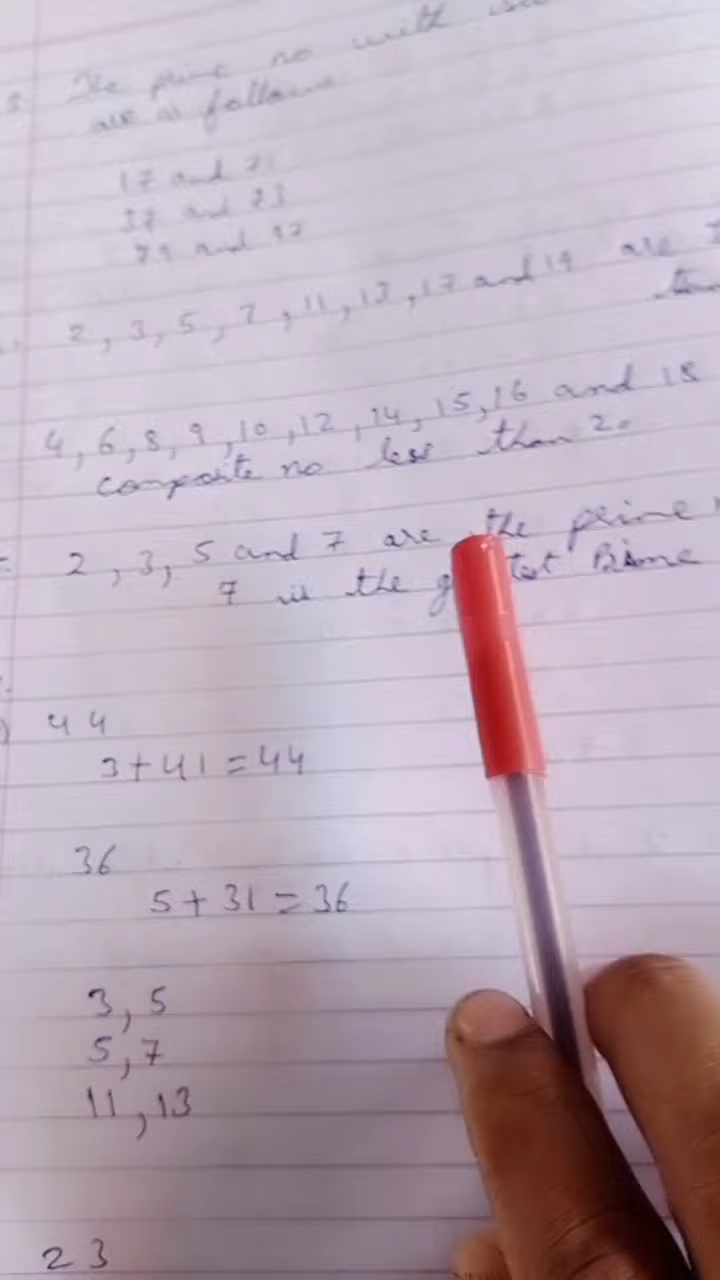 The prime no with
are as follows
17 and 71
37 and 73
79 and 97
2, 3, 5, 7, 11, 13, 17 and 19 are
4, 6, 8, 9, 10, 12, 14, 15, 16 and 18
composite no less than 20
2, 3, 5 and 7 are the prime
7 is the Prime
44
3+41=44
36
5+31=36
3, 5
5, 7
11, 13
23